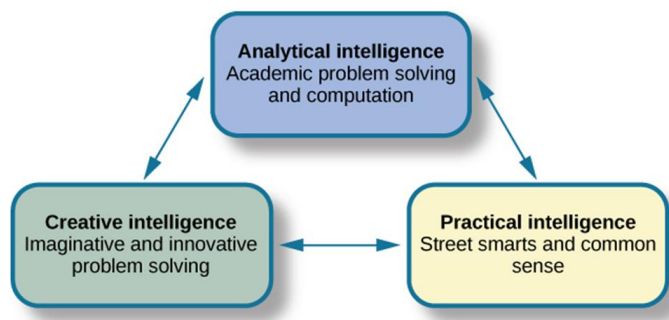 Analytical intelligence
Academic problem solving
and computation
Creative intelligence
Imaginative and innovative
problem solving
Practical intelligence
Street smarts and common
sense